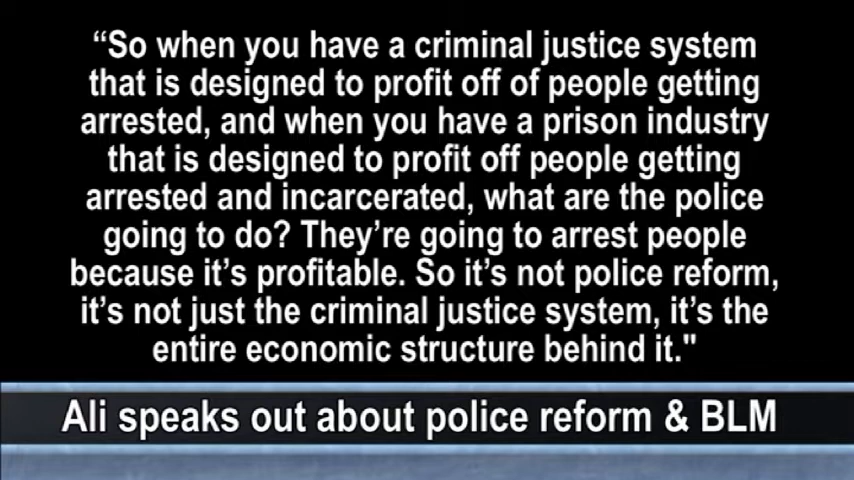 “So when you have a criminal justice system
that is designed to profit off of people getting
arrested, and when you have a prison industry
that is designed to profit off people getting
arrested and incarcerated, what are the police
going to do? They’re going to arrest people
because it’s profitable. So it’s not police reform,
it’s not just the criminal justice system, it’s the
entire economic structure behind it."
Ali speaks out about police reform & BLM